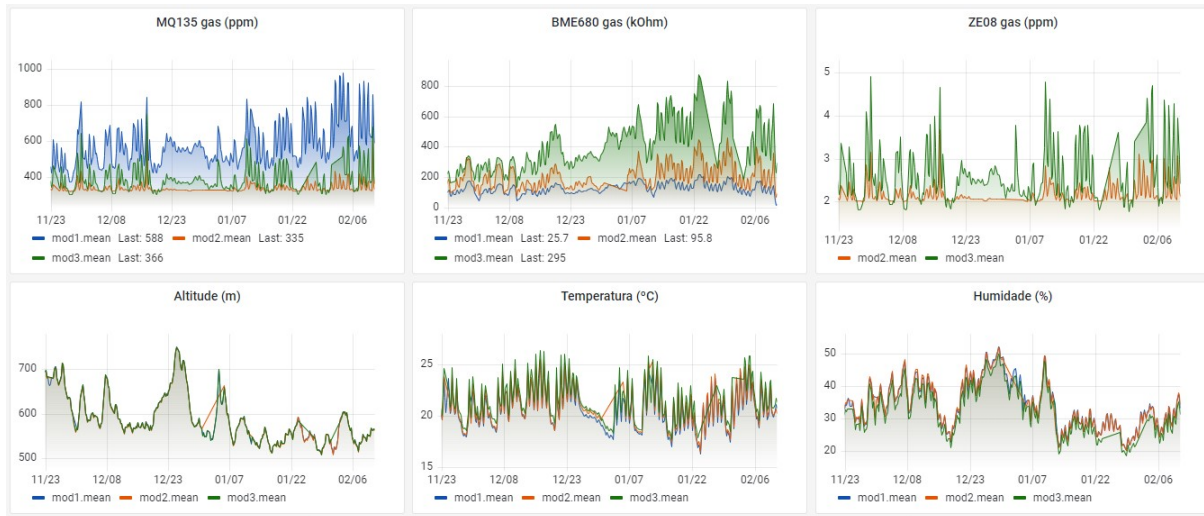 MQ135 gas (ppm)
1000
800
600
400
11/23 12/08 12/23 01/07 01/22 02/06
mod1.mean Last: 588 mod2.mean Last: 335
mod3.mean Last: 366
BME680 gas (kOhm)
800
600
400
200
0
11/23 12/08 12/23 01/07 01/22 02/06
mod1.mean Last: 25.7 mod2.mean Last: 95.8
mod3.mean Last: 295
ZE08 gas (ppm)
5
4
3
2
11/23 12/08 12/23 01/07 01/22 02/06
mod2.mean mod3.mean
Altitude (m)
700
600
500
11/23 12/08 12/23 01/07 01/22 02/06
mod1.mean mod2.mean mod3.mean
Temperatura (ºC)
25
20
15
11/23 12/08 12/23 01/07 01/22 02/06
mod1.mean mod2.mean mod3.mean
Humidade (%)
50
40
30
20
11/23 12/08 12/23 01/07 01/22 02/06
mod1.mean mod2.mean mod3.mean